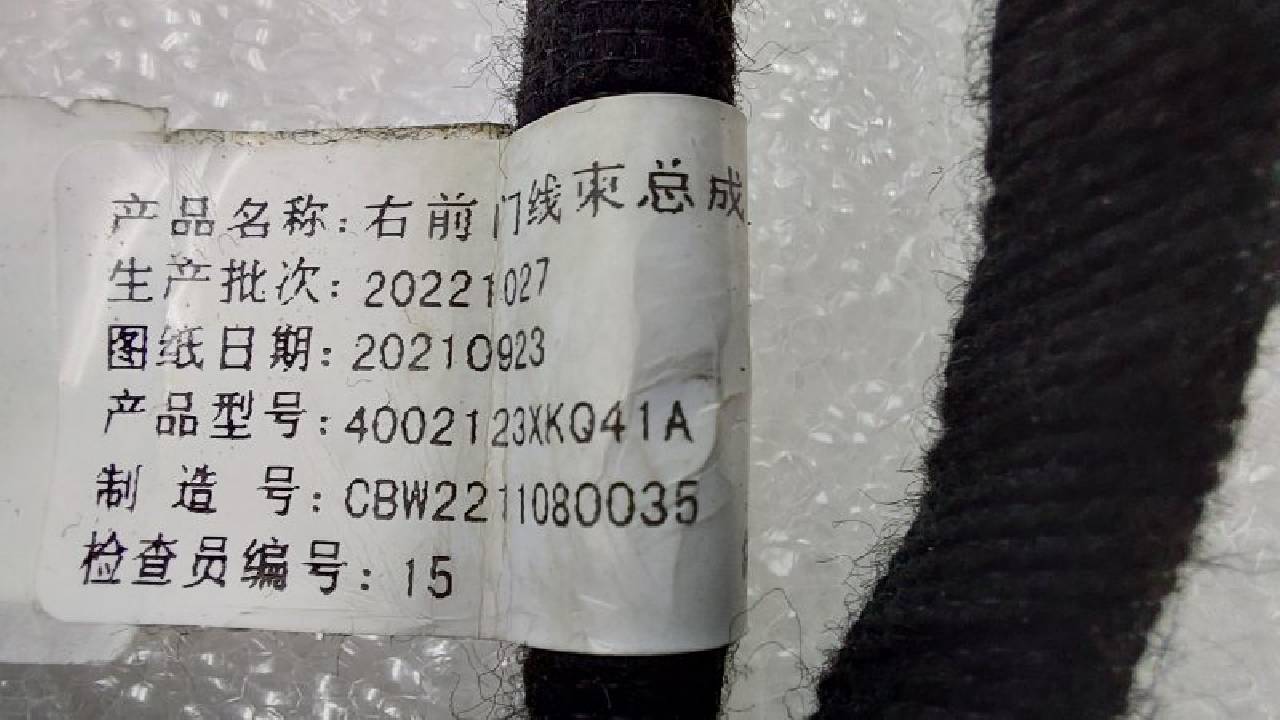 产品名称:右前门线束总成
生产批次:20221027
图纸日期:20210923
产品型号:4002123XKQ41A
制 造 号:CBW2211080035
检查员编号:15